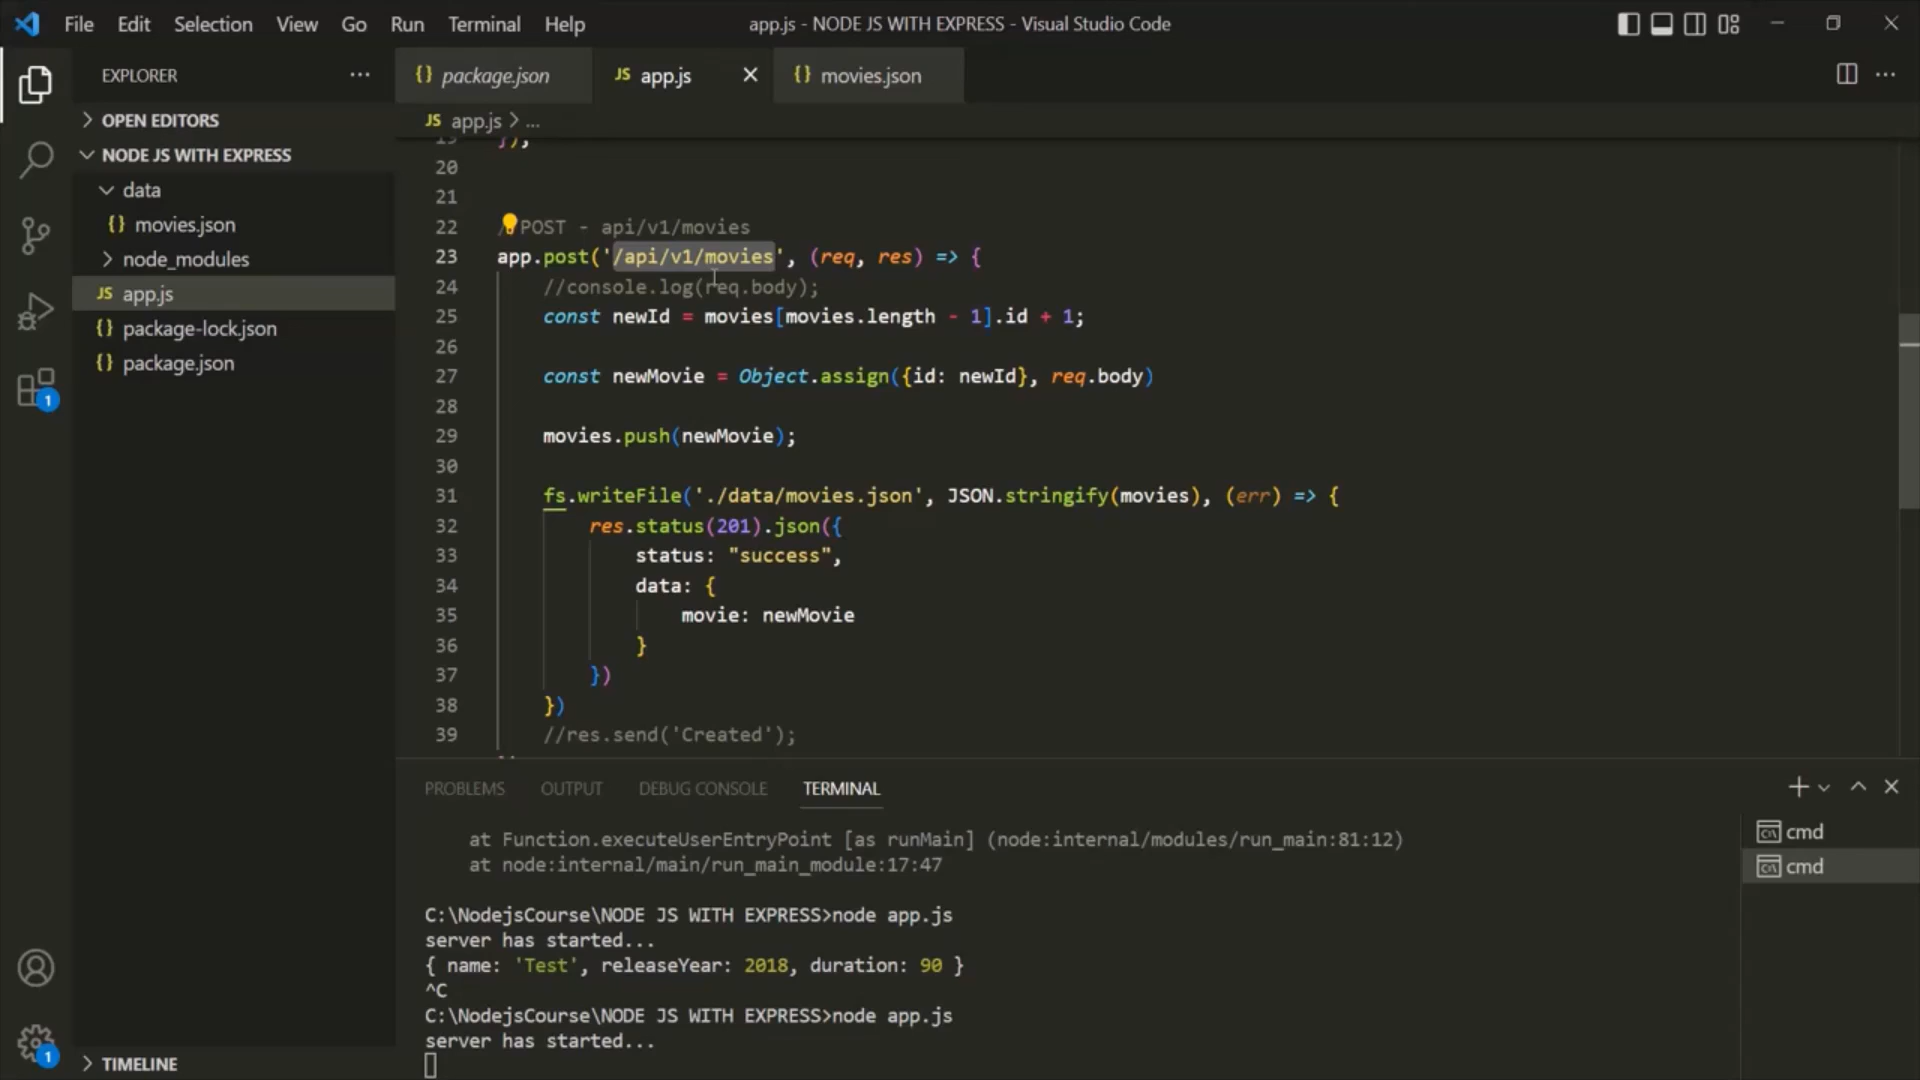 File Edit Selection View Go Run Terminal Help
app.js - NODE JS WITH EXPRESS - Visual Studio Code
EXPLORER
{} package.json
JS app.js
{} movies.json
JS app.js > ...
OPEN EDITORS
NODE JS WITH EXPRESS
data
{} movies.json
node_modules
JS app.js
{} package-lock.json
{} package.json
1
19 });
20
21
22 POST - api/v1/movies
23 app.post('/api/v1/movies', (req, res) => {
24 //console.log(req.body);
25 const newId = movies[movies.length - 1].id + 1;
26
27 const newMovie = Object.assign({id: newId}, req.body)
28
29 movies.push(newMovie);
30
31 fs.writeFile('./data/movies.json', JSON.stringify(movies), (err) => {
32 res.status(201).json({
33 status: "success",
34 data: {
35 movie: newMovie
36 }
37 })
38 })
39 //res.send('Created');
PROBLEMS OUTPUT DEBUG CONSOLE TERMINAL
at Function.executeUserEntryPoint [as runMain] (node:internal/modules/run_main:81:12)
at node:internal/main/run_main_module:17:47
C:\NodejsCourse\NODE JS WITH EXPRESS>node app.js
server has started...
{ name: 'Test', releaseYear: 2018, duration: 90 }
^C
C:\NodejsCourse\NODE JS WITH EXPRESS>node app.js
server has started...
cmd
cmd
1
TIMELINE